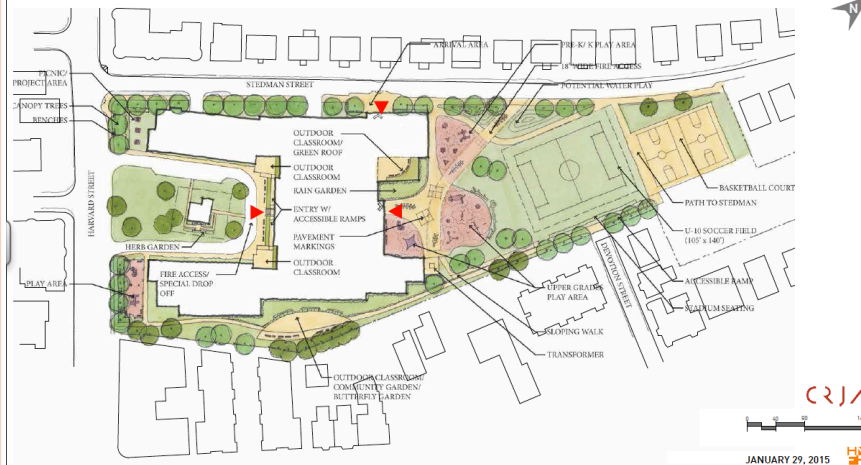 N
ARRIVAL AREA
PRE-K/ K PLAY AREA
18' WIDE FIRE ACCESS
POTENTIAL WATER PLAY
PICNIC/
PROJECT AREA
STEDMAN STREET
CANOPY TREES
BENCHES
OUTDOOR
CLASSROOM/
GREEN ROOF
OUTDOOR
CLASSROOM
RAIN GARDEN
ENTRY W/
ACCESSIBLE RAMPS
PAVEMENT
MARKINGS
OUTDOOR
CLASSROOM
HARVARD STREET
HERB GARDEN
FIRE ACCESS/
SPECIAL DROP
OFF
PLAY AREA
BASKETBALL COURT
PATH TO STEDMAN
U-10 SOCCER FIELD
(105' x 140')
DEVOTION STREET
ACCESSIBLE RAMP
STADIUM SEATING
UPPER GRADES
PLAY AREA
SLOPING WALK
TRANSFORMER
OUTDOOR CLASSROOM/
COMMUNITY GARDEN/
BUTTERFLY GARDEN
CRJA
0 40 80
JANUARY 29, 2015